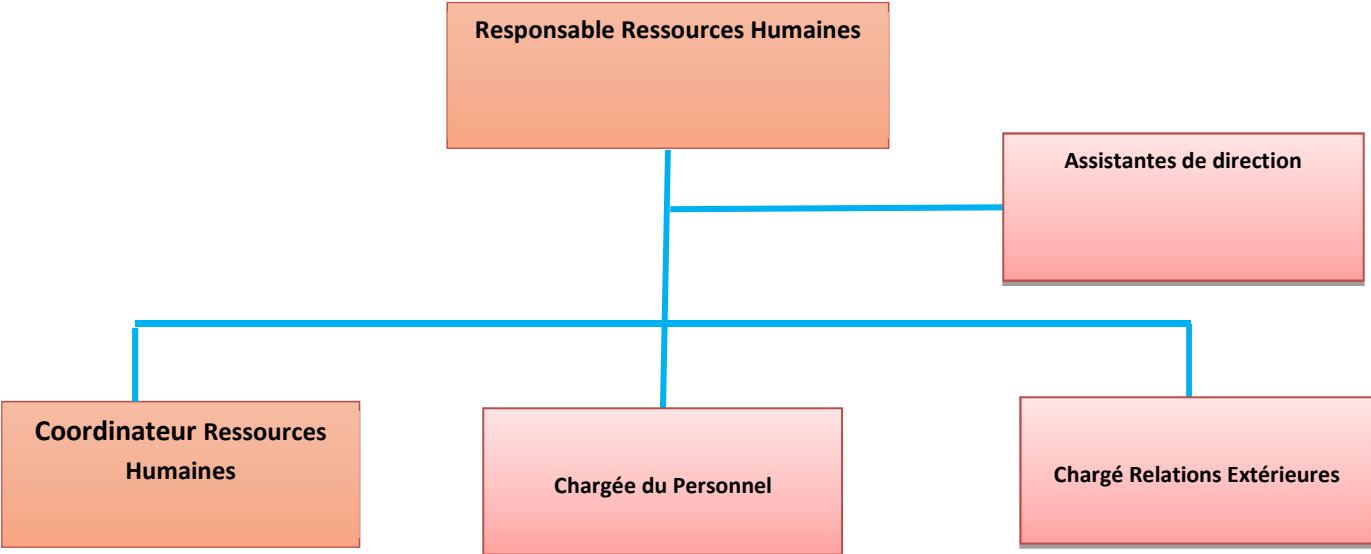 Responsable Ressources Humaines
Assistantes de direction
Coordinateur Ressources
Humaines
Chargée du Personnel
Chargé Relations Extérieures